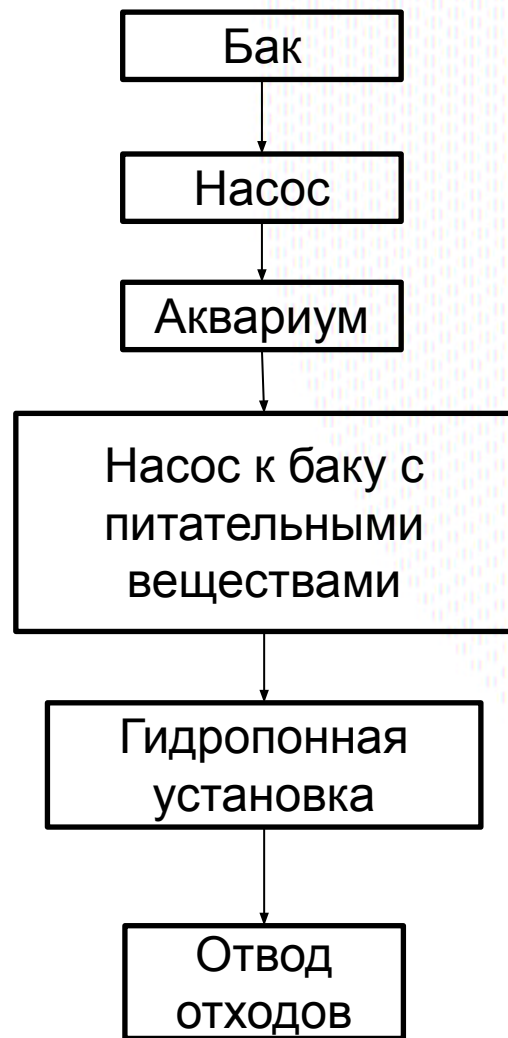 Бак
Насос
Аквариум
Насос к баку с
питательными
веществами
Гидропонная
установка
Отвод
отходов